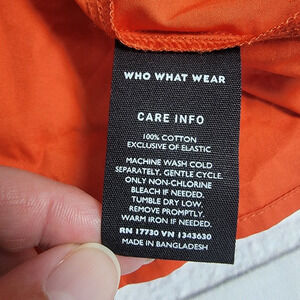 WHO WHAT WEAR
CARE INFO
100% COTTON
EXCLUSIVE OF ELASTIC
MACHINE WASH COLD
SEPARATELY, GENTLE CYCLE.
ONLY NON-CHLORINE
BLEACH IF NEEDED.
TUMBLE DRY LOW.
REMOVE PROMPTLY.
WARM IRON IF NEEDED.
RN 17730 VN 1343630
MADE IN BANGLADESH